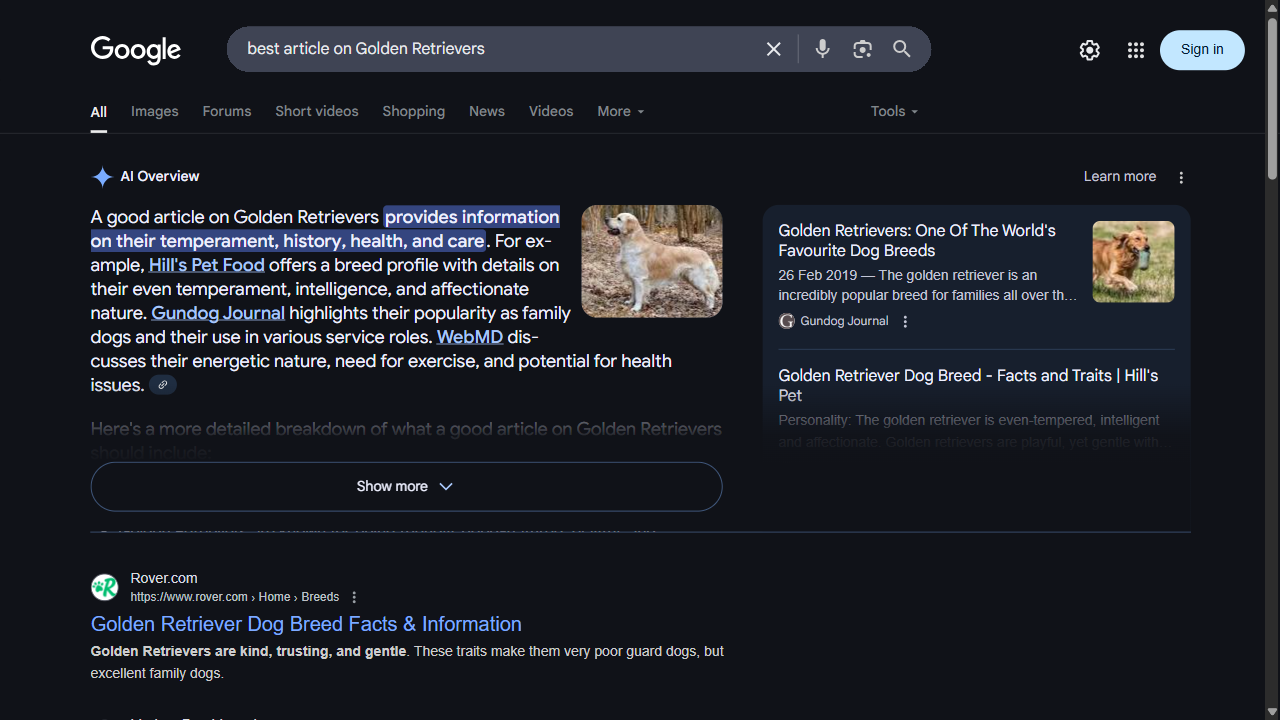 Google
best article on Golden Retrievers
Sign in
All
Images
Forums
Short videos
Shopping
News
Videos
More
Tools
AI Overview
Learn more
A good article on Golden Retrievers provides information
on their temperament, history, health, and care. For ex-
ample, Hill's Pet Food offers a breed profile with details on
their even temperament, intelligence, and affectionate
nature. Gundog Journal highlights their popularity as family
dogs and their use in various service roles. WebMD dis-
cusses their energetic nature, need for exercise, and potential for health
issues.
Here's a more detailed breakdown of what a good article on Golden Retrievers
should include:
Show more
Golden Retrievers: One Of The World's
Favourite Dog Breeds
26 Feb 2019 — The golden retriever is an
incredibly popular breed for families all over th...
Gundog Journal
Golden Retriever Dog Breed - Facts and Traits | Hill's
Pet
Personality: The golden retriever is even-tempered, intelligent
and affectionate. Golden retrievers are playful, yet gentle with
Rover.com
https://www.rover.com › Home › Breeds
Golden Retriever Dog Breed Facts & Information
Golden Retrievers are kind, trusting, and gentle. These traits make them very poor guard dogs, but
excellent family dogs.